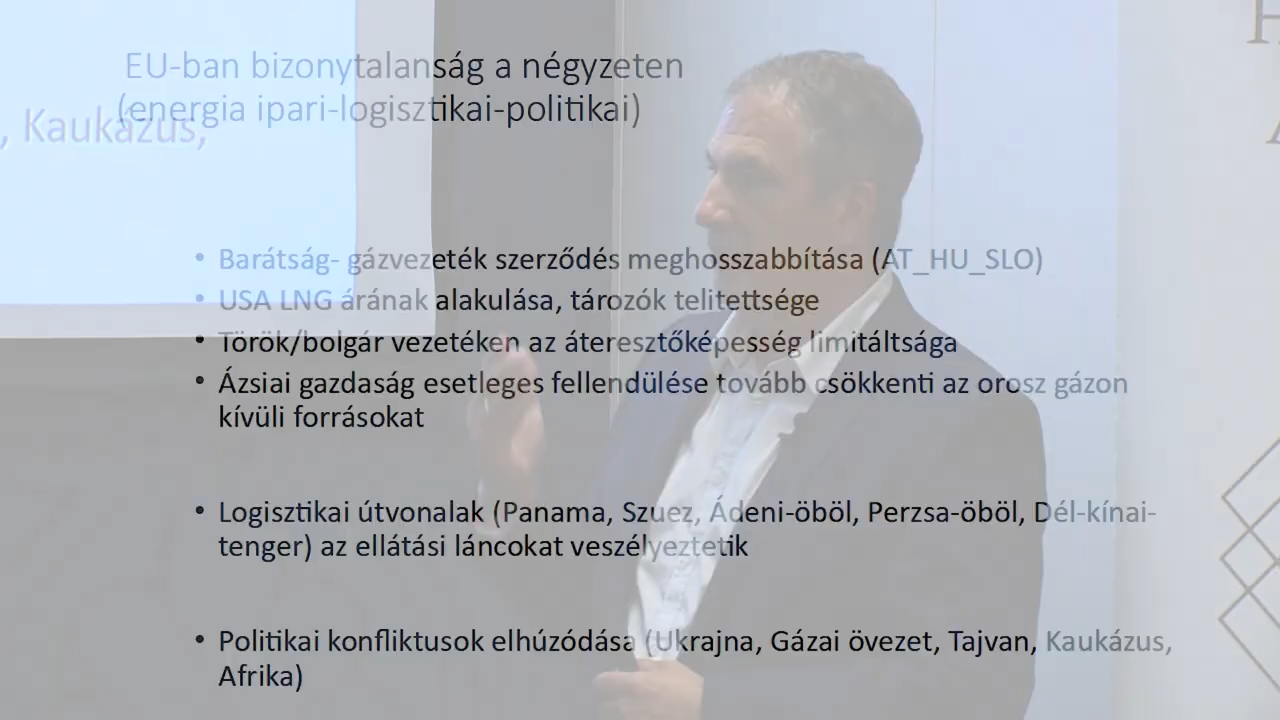 EU-ban bizonytalanság a négyzeten
(energia ipari-logisztikai-politikai)
, Kaukázus,
• Barátság- gázvezeték szerződés meghosszabbítása (AT_HU_SLO)
• USA LNG árának alakulása, tározók telitettsége
• Török/bolgár vezetéken az áteresztőképesség limitáltsága
• Ázsiai gazdaság esetleges fellendülése tovább csökkenti az orosz gázon
kívüli forrásokat
• Logisztikai útvonalak (Panama, Szuez, Ádeni-öböl, Perzsa-öböl, Dél-kínai-
tenger) az ellátási láncokat veszélyeztetik
• Politikai konfliktusok elhúzódása (Ukrajna, Gázai övezet, Tajvan, Kaukázus,
Afrika)